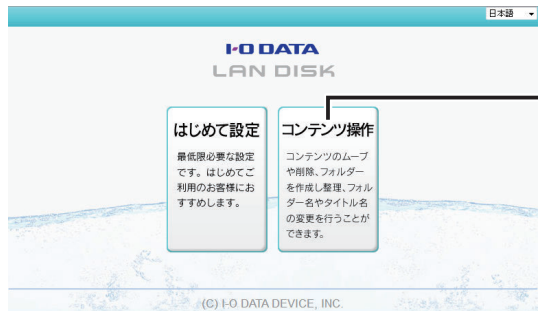 日本語
I-O DATA
LAN DISK
はじめて設定
最低限必要な設定
です。はじめてご
利用のお客様にお
すすめします。
コンテンツ操作
コンテンツのムーブ
や削除、フォルダー
を作成し整理、フォル
ダー名やタイトル名
の変更を行うことが
できます。
(C) I-O DATA DEVICE, INC.